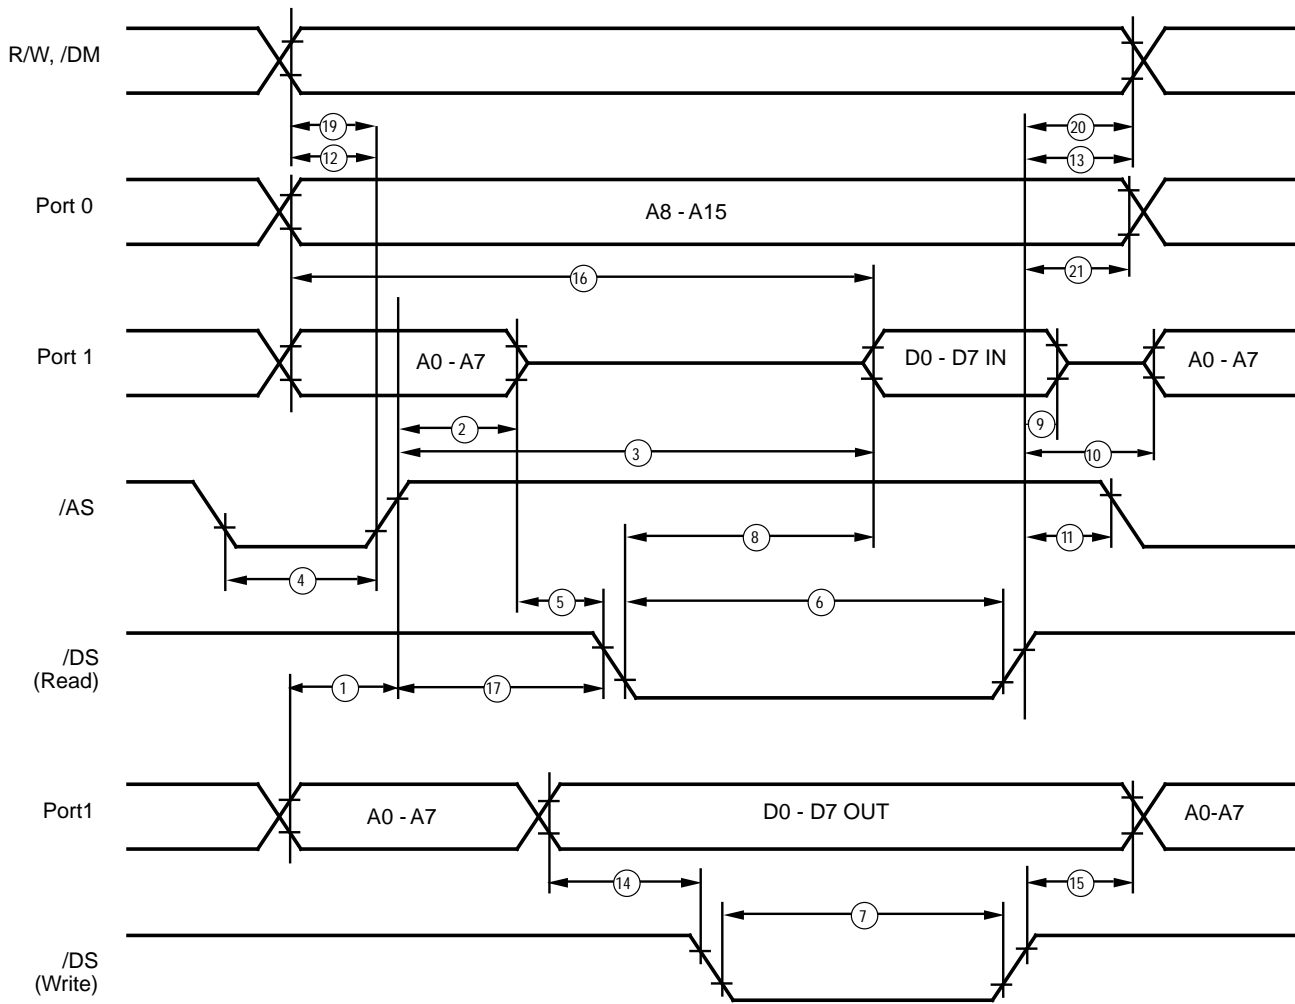 R/W, /DM
19
20
12
13
Port 0
A8 - A15
21
16
Port 1
A0 - A7
D0 - D7 IN
A0 - A7
2
9
3
10
/AS
8
11
4
5
6
/DS
(Read)
1
17
Port1
A0 - A7
D0 - D7 OUT
A0-A7
14
15
7
/DS
(Write)